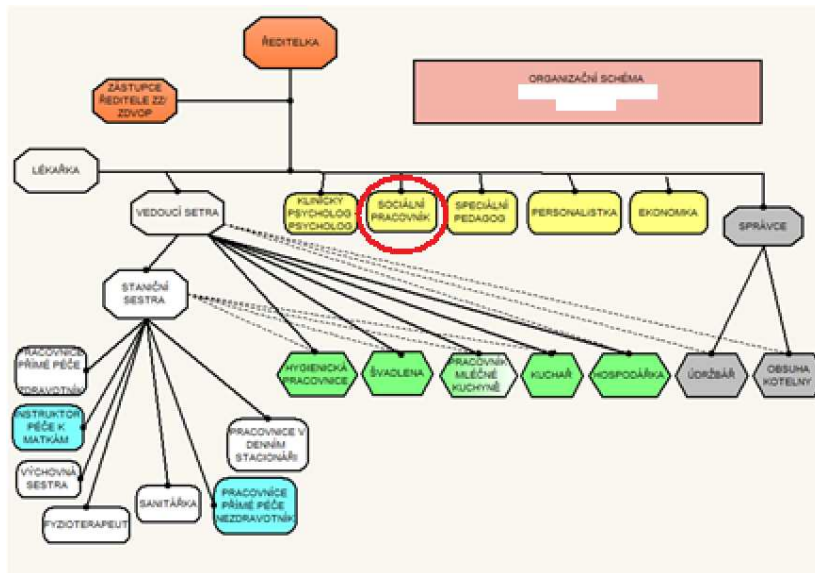 ŘEDITELKA
ORGANIZAČNÍ SCHÉMA
ZÁSTUPCE
ŘEDITELE ZZ/
ZDVOP
LÉKAŘKA
VEDOUCÍ SETRA
KLINICKÝ
PSYCHOLOG
PSYCHOLOG
SOCIÁLNÍ
PRACOVNÍK
SPECIÁLNÍ
PEDAGOG
PERSONALISTKA
EKONOMKA
SPRÁVCE
STANIČNÍ
SESTRA
HYGIENICKÁ
PRACOVNICE
ŠVADLENA
PRACOVNÍK
MLÉČNÉ
KUCHYNĚ
KUCHAŘ
HOSPODÁŘKA
ÚDRŽBÁŘ
OBSUHA
KOTELNY
PRACOVNICE
PŘÍMÉ PÉČE
ZDRAVOTNÍK
INSTRUKTOR
PÉČE K
MATKÁM
VÝCHOVNÁ
SESTRA
FYZIOTERAPEUT
SANITÁŘKA
PRACOVNICE V
DENNÍM
STACIONÁŘI
PRACOVNÍCE
PŘÍMÉ PÉČE
NEZDRAVOTNÍK